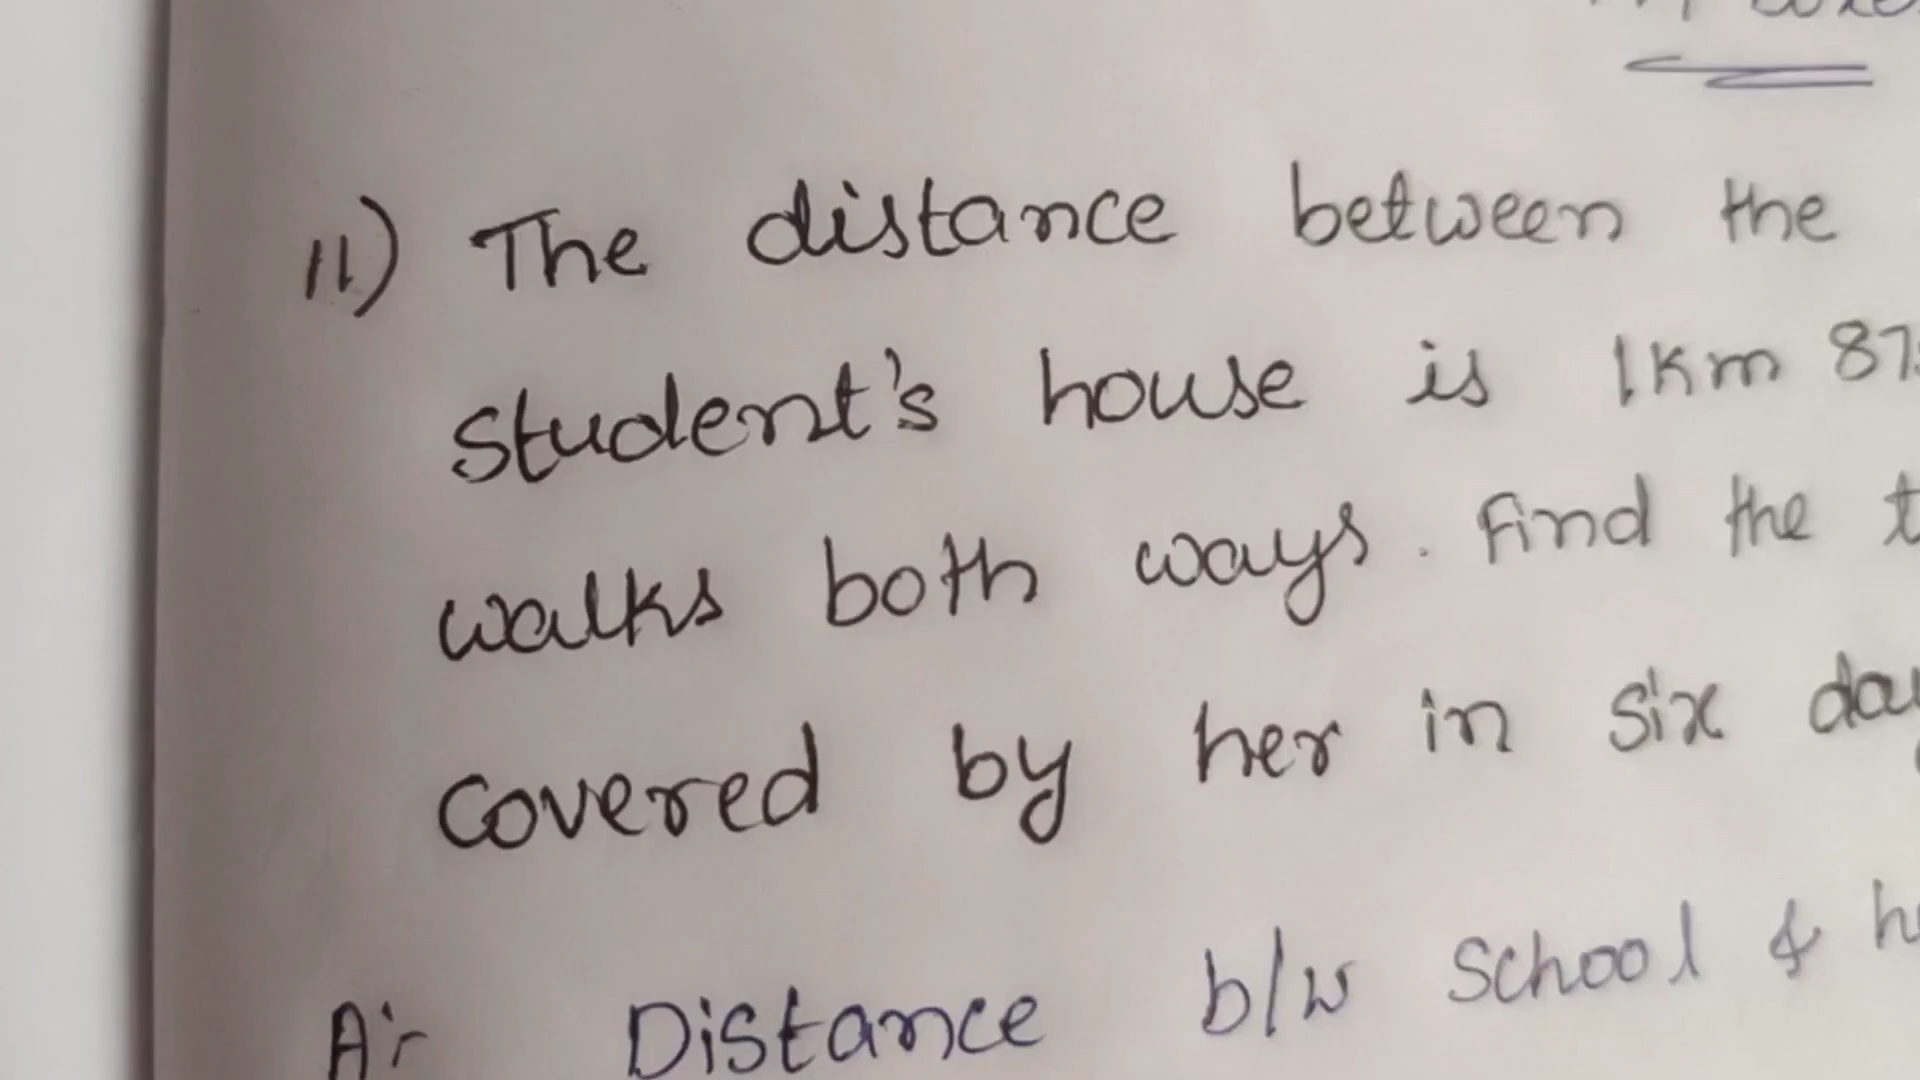 11) The distance between the
student's house is 1km 87
walks both ways. Find the
covered by her in six
A:- Distance b/w school &